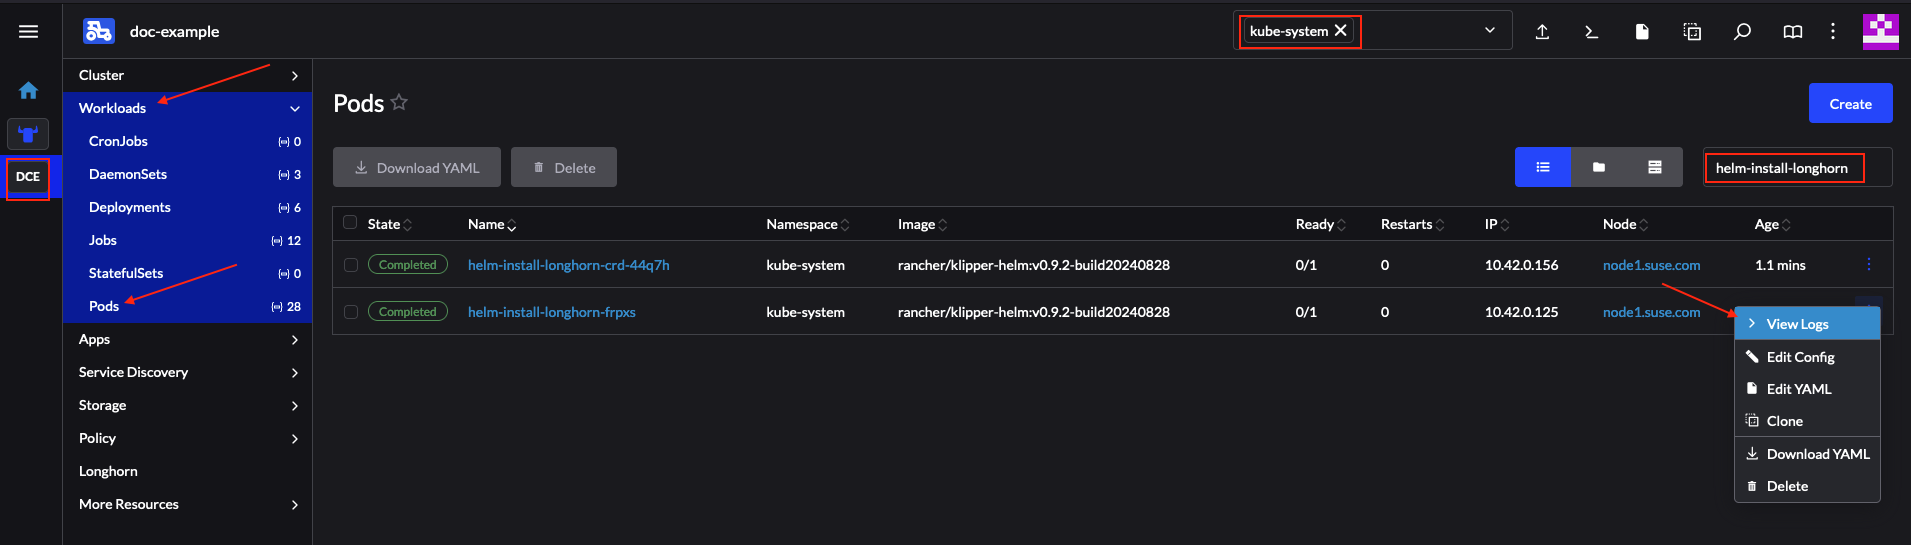 doc-example
kube-system
DCE
Cluster
Workloads
CronJobs 0
DaemonSets 3
Deployments 6
Jobs 12
StatefulSets 0
Pods 28
Apps
Service Discovery
Storage
Policy
Longhorn
More Resources
Pods
Create
Download YAML Delete
helm-install-longhorn
State Name Namespace Image Ready Restarts IP Node Age
Completed helm-install-longhorn-crd-44q7h kube-system rancher/klipper-helm:v0.9.2-build20240828 0/1 0 10.42.0.156 node1.suse.com 1.1 mins
Completed helm-install-longhorn-frpxs kube-system rancher/klipper-helm:v0.9.2-build20240828 0/1 0 10.42.0.125 node1.suse.com
View Logs
Edit Config
Edit YAML
Clone
Download YAML
Delete